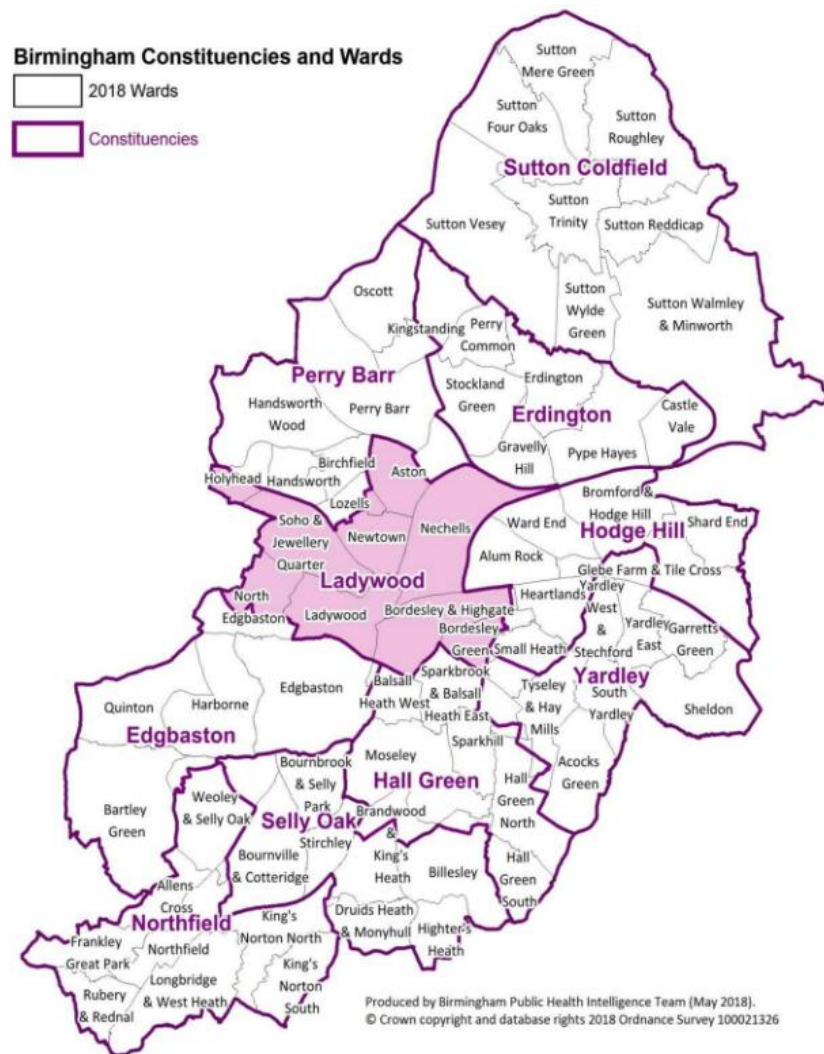 Birmingham Constituencies and Wards
2018 Wards
Constituencies
Sutton
Mere Green
Sutton
Four Oaks
Sutton
Roughley
Sutton Coldfield
Sutton Vesey
Sutton
Trinity
Sutton Reddicap
Sutton
Wylde
Green
Sutton Walmley
& Minworth
Oscott
Kingstanding
Perry
Common
Perry Barr
Handsworth
Wood
Perry Barr
Stockland
Green
Erdington
Erdington
Castle
Vale
Gravelly
Hill
Pype Hayes
Birchfield
Holyhead
Handsworth
Lozells
Aston
Soho &
Jewellery
Quarter
Newtown
Nechells
Ward End
Bromford &
Hodge Hill
Shard End
Hodge Hill
Alum Rock
Glebe Farm & Tile Cross
Ladywood
North
Edgbaston
Ladywood
Bordesley & Highgate
Bordesley
Green
Heartlands
Small Heath
Yardley
West
&
Stechford
Yardley
East
Garretts
Green
Yardley
South
Yardley
Sheldon
Tyseley
& Hay
Mills
Acocks
Green
Edgbaston
Quinton
Harborne
Edgbaston
Bartley
Green
Balsall
Heath West
Sparkbrook
& Balsall
Heath East
Sparkhill
Moseley
Hall Green
Hall
Green
North
Hall
Green
South
Weoley
& Selly Oak
Bournbrook
& Selly
Park
Selly Oak
Brandwood
&
King's
Heath
Stirchley
Bournville
& Cotteridge
Billesley
Druids Heath
& Monyhull
Highter's
Heath
Allens
Cross
Northfield
Frankley
Great Park
Northfield
King's
Norton North
King's
Norton
South
Rubery
& Rednal
Longbridge
& West Heath
Produced by Birmingham Public Health Intelligence Team (May 2018).
© Crown copyright and database rights 2018 Ordnance Survey 100021326